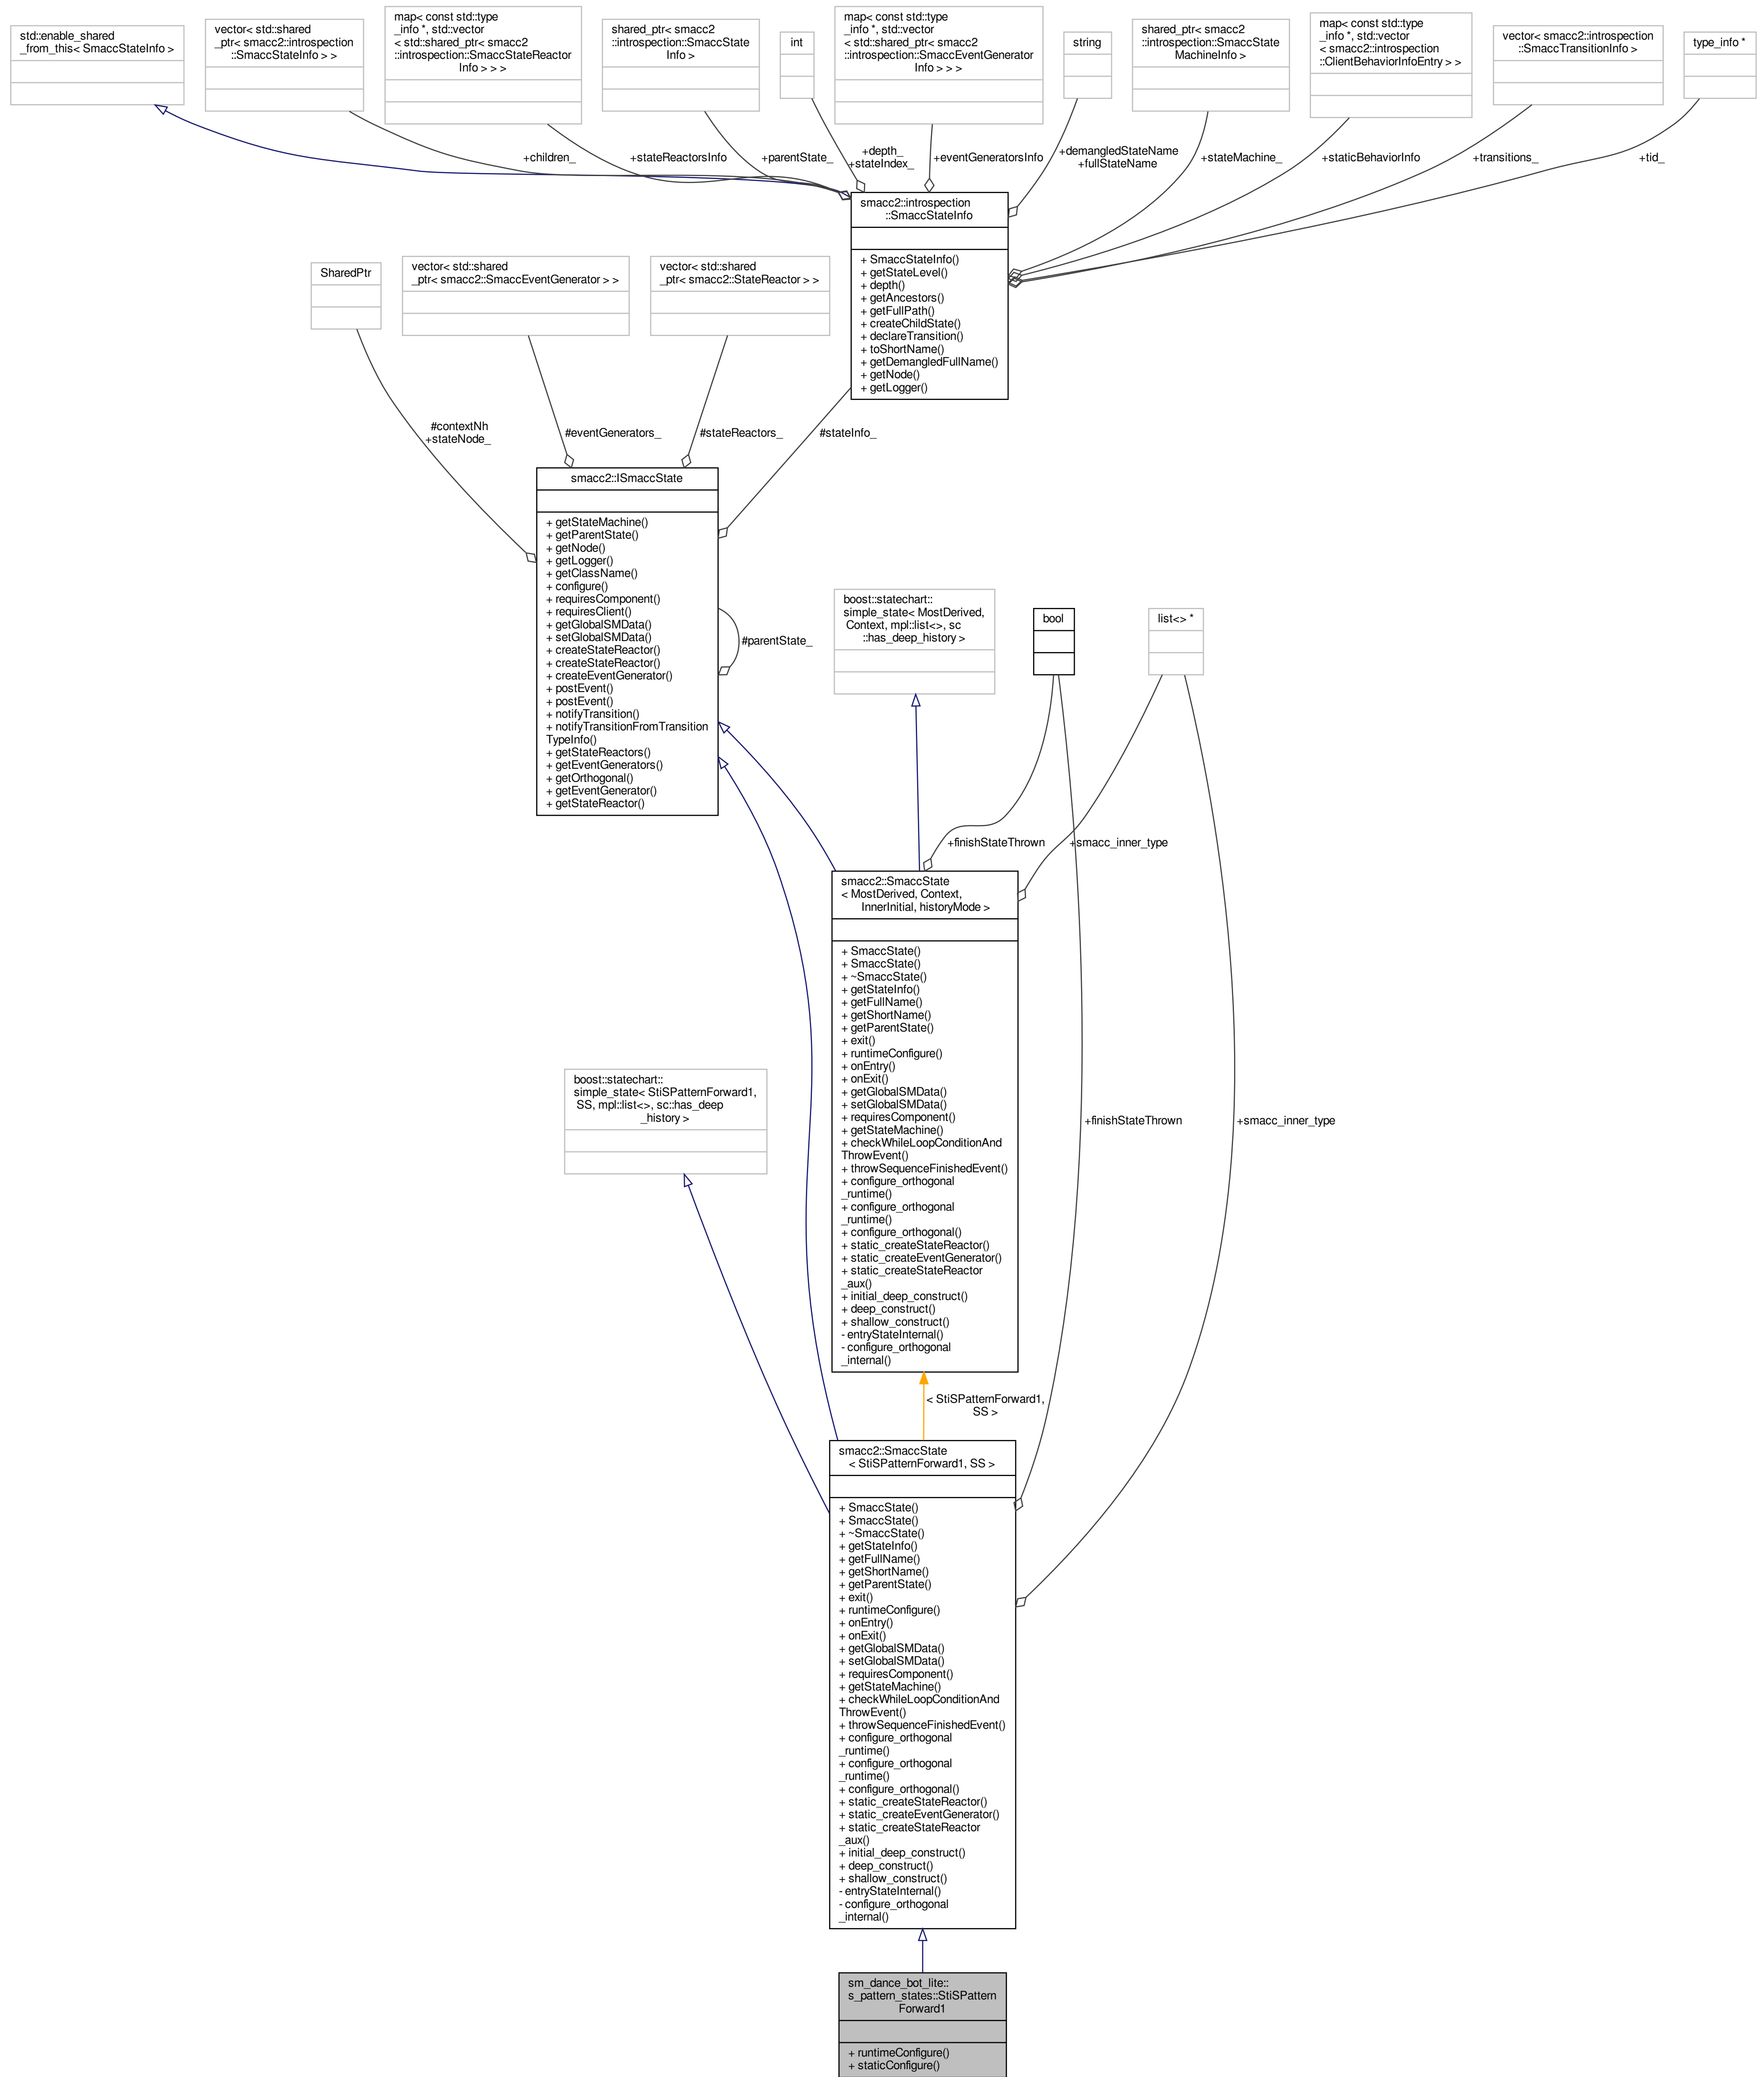 std::enable_shared
_from_this< SmaccStateInfo >
vector< std::shared
_ptr< smacc2::introspection
::SmaccStateInfo > >
map< const std::type
_info *, std::vector
< std::shared_ptr< smacc2
::introspection::SmaccStateReactor
Info > > >
shared_ptr< smacc2
::introspection::SmaccState
Info >
int
map< const std::type
_info *, std::vector
< std::shared_ptr< smacc2
::introspection::SmaccEventGenerator
Info > > >
string
shared_ptr< smacc2
::introspection::SmaccState
MachineInfo >
map< const std::type
_info *, std::vector
< smacc2::introspection
::ClientBehaviorInfoEntry > >
vector< smacc2::introspection
::SmaccTransitionInfo >
type_info *
+children_
+stateReactorsInfo
+parentState_
+depth_
+stateIndex_
+eventGeneratorsInfo
+demangledStateName
+fullStateName
+stateMachine_
+staticBehaviorInfo
+transitions_
+tid_
smacc2::introspection
::SmaccStateInfo
+ SmaccStateInfo()
+ getStateLevel()
+ depth()
+ getAncestors()
+ getFullPath()
+ createChildState()
+ declareTransition()
+ toShortName()
+ getDemangledFullName()
+ getNode()
+ getLogger()
SharedPtr
vector< std::shared
_ptr< smacc2::SmaccEventGenerator > >
vector< std::shared
_ptr< smacc2::StateReactor > >
#contextNh
+stateNode_
#eventGenerators_
#stateReactors_
#stateInfo_
smacc2::ISmaccState
+ getStateMachine()
+ getParentState()
+ getNode()
+ getLogger()
+ getClassName()
+ configure()
+ requiresComponent()
+ requiresClient()
+ getGlobalSMData()
+ setGlobalSMData()
+ createStateReactor()
+ createStateReactor()
+ createEventGenerator()
+ postEvent()
+ postEvent()
+ notifyTransition()
+ notifyTransitionFromTransition
TypeInfo()
+ getStateReactors()
+ getEventGenerators()
+ getOrthogonal()
+ getEventGenerator()
+ getStateReactor()
#parentState_
boost::statechart::
simple_state< MostDerived,
Context, mpl::list<>, sc
::has_deep_history >
bool
list<> *
+finishStateThrown
+smacc_inner_type
smacc2::SmaccState
< MostDerived, Context,
InnerInitial, historyMode >
+ SmaccState()
+ SmaccState()
+ ~SmaccState()
+ getStateInfo()
+ getFullName()
+ getShortName()
+ getParentState()
+ exit()
+ runtimeConfigure()
+ onEntry()
+ onExit()
+ getGlobalSMData()
+ setGlobalSMData()
+ requiresComponent()
+ getStateMachine()
+ checkWhileLoopConditionAnd
ThrowEvent()
+ throwSequenceFinishedEvent()
+ configure_orthogonal
_runtime()
+ configure_orthogonal
_runtime()
+ configure_orthogonal()
+ static_createStateReactor()
+ static_createEventGenerator()
+ static_createStateReactor
_aux()
+ initial_deep_construct()
+ deep_construct()
+ shallow_construct()
- entryStateInternal()
- configure_orthogonal
_internal()
boost::statechart::
simple_state< StiSPatternForward1,
SS, mpl::list<>, sc::has_deep
_history >
+finishStateThrown
+smacc_inner_type
< StiSPatternForward1,
SS >
smacc2::SmaccState
< StiSPatternForward1, SS >
+ SmaccState()
+ SmaccState()
+ ~SmaccState()
+ getStateInfo()
+ getFullName()
+ getShortName()
+ getParentState()
+ exit()
+ runtimeConfigure()
+ onEntry()
+ onExit()
+ getGlobalSMData()
+ setGlobalSMData()
+ requiresComponent()
+ getStateMachine()
+ checkWhileLoopConditionAnd
ThrowEvent()
+ throwSequenceFinishedEvent()
+ configure_orthogonal
_runtime()
+ configure_orthogonal
_runtime()
+ configure_orthogonal()
+ static_createStateReactor()
+ static_createEventGenerator()
+ static_createStateReactor
_aux()
+ initial_deep_construct()
+ deep_construct()
+ shallow_construct()
- entryStateInternal()
- configure_orthogonal
_internal()
sm_dance_bot_lite::
s_pattern_states::StiSPattern
Forward1
+ runtimeConfigure()
+ staticConfigure()